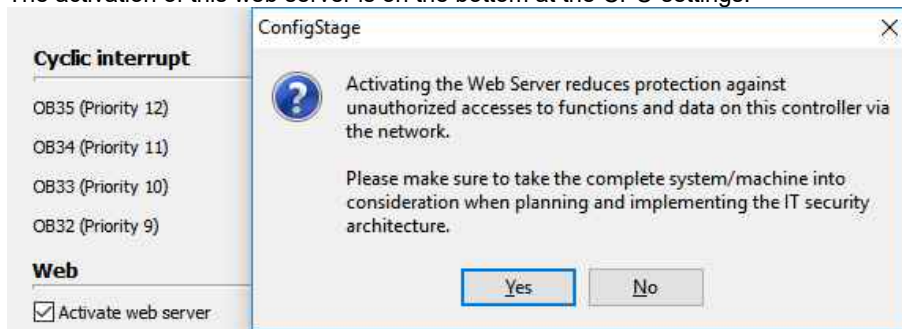 The activation of this web server is on the bottom at the CPU settings.
ConfigStage
Cyclic interrupt
OB35 (Priority 12)
OB34 (Priority 11)
OB33 (Priority 10)
OB32 (Priority 9)
Web
Activate web server
Activating the Web Server reduces protection against
unauthorized accesses to functions and data on this controller via
the network.
Please make sure to take the complete system/machine into
consideration when planning and implementing the IT security
architecture.
Yes
No